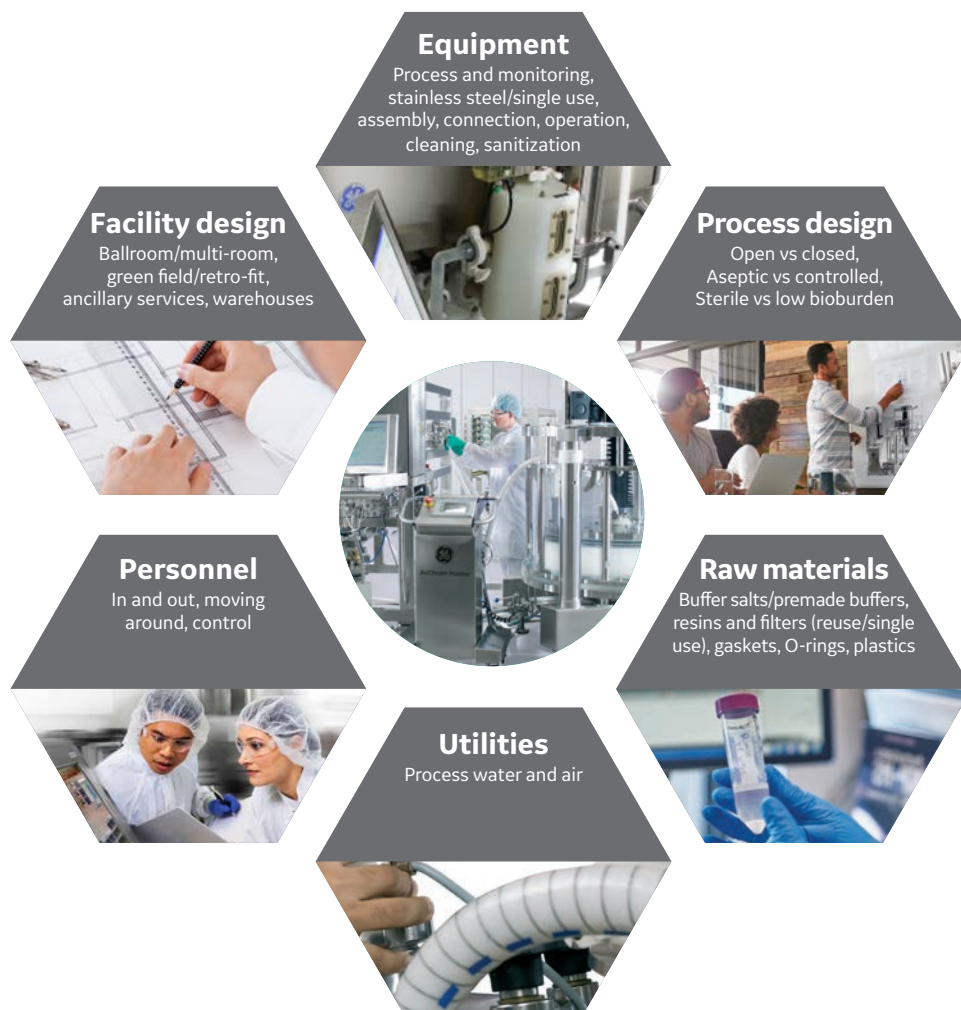 Equipment
Process and monitoring,
stainless steel/single use,
assembly, connection, operation,
cleaning, sanitization
Facility design
Ballroom/multi-room,
green field/retro-fit,
ancillary services, warehouses
Process design
Open vs closed,
Aseptic vs controlled,
Sterile vs low bioburden
Personnel
In and out, moving
around, control
Raw materials
Buffer salts/premade buffers,
resins and filters (reuse/single
use), gaskets, O-rings, plastics
Utilities
Process water and air